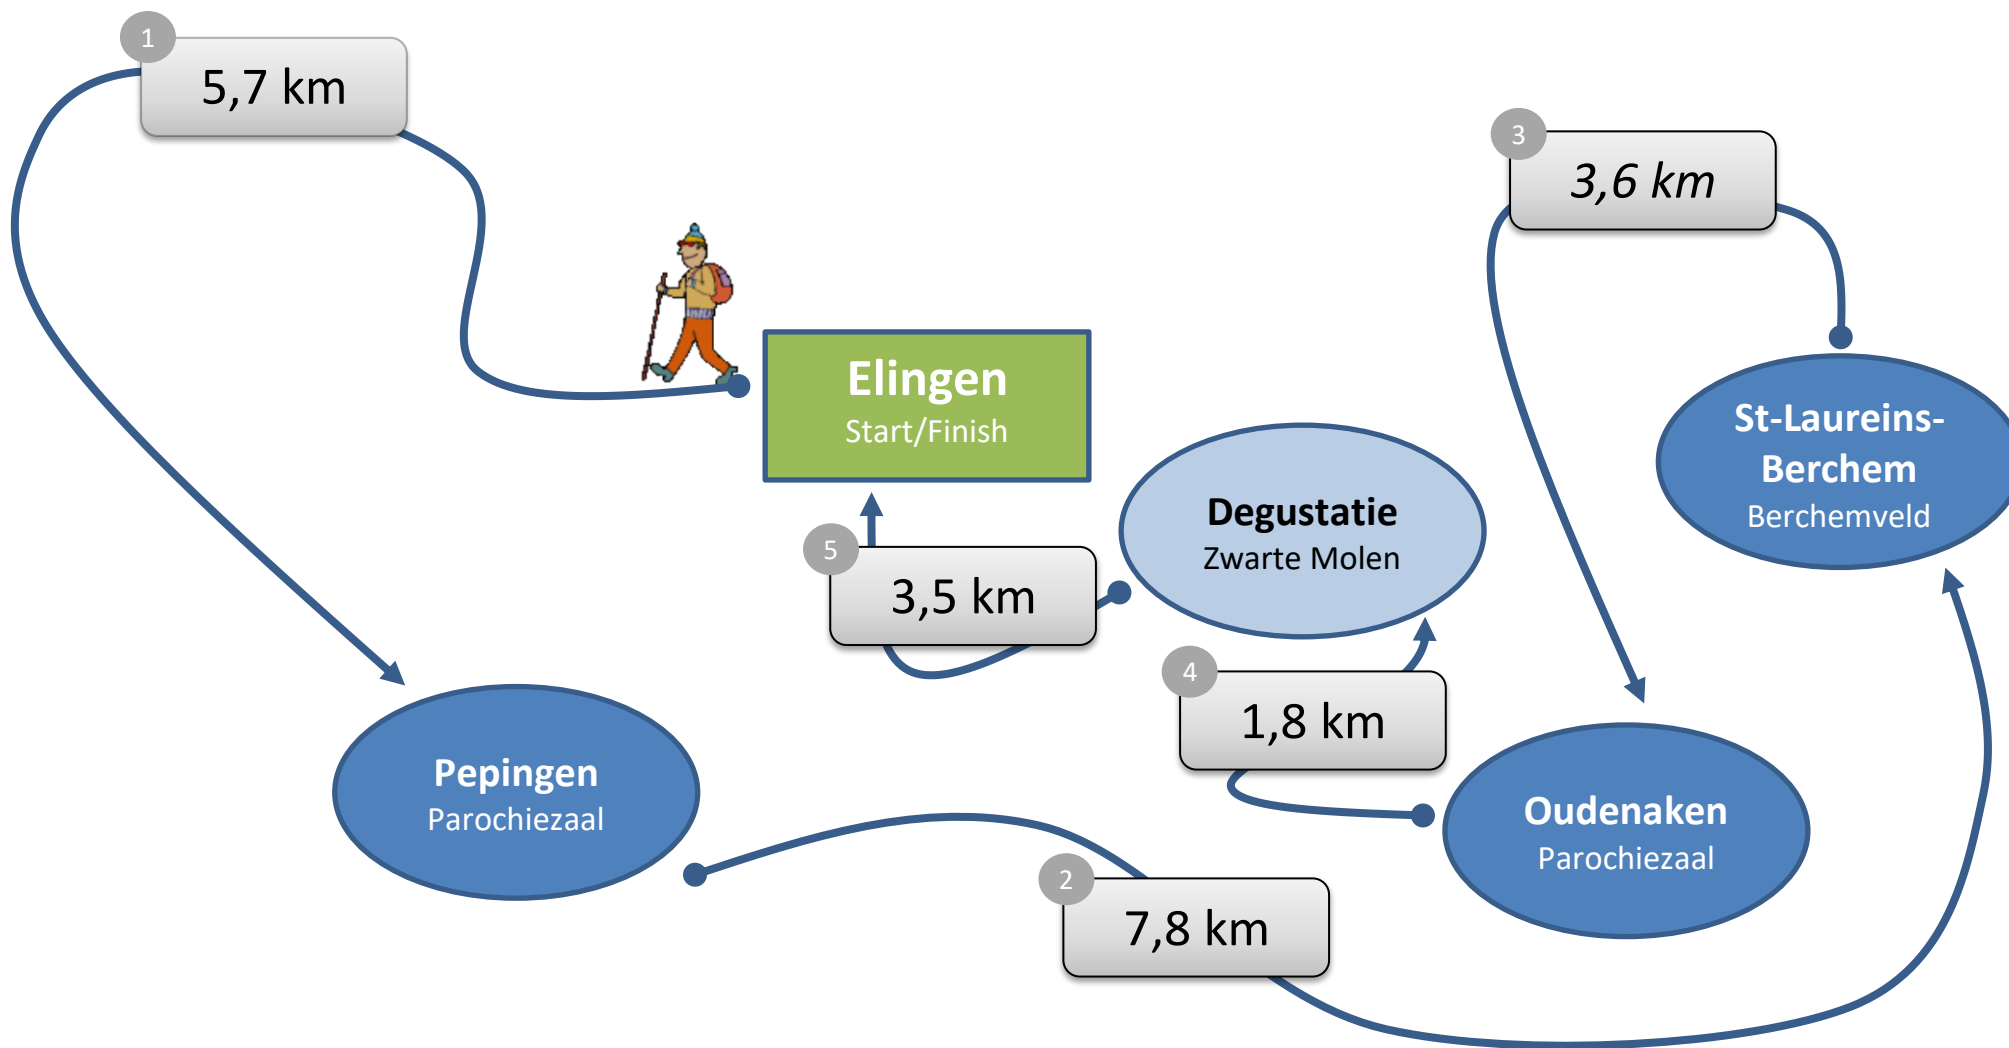 1
5,7 km
3
3,6 km
Elingen
Start/Finish
St-Laureins-
Berchem
Berchemveld
Degustatie
Zwarte Molen
5
3,5 km
4
1,8 km
Pepingen
Parochiezaal
Oudenaken
Parochiezaal
2
7,8 km